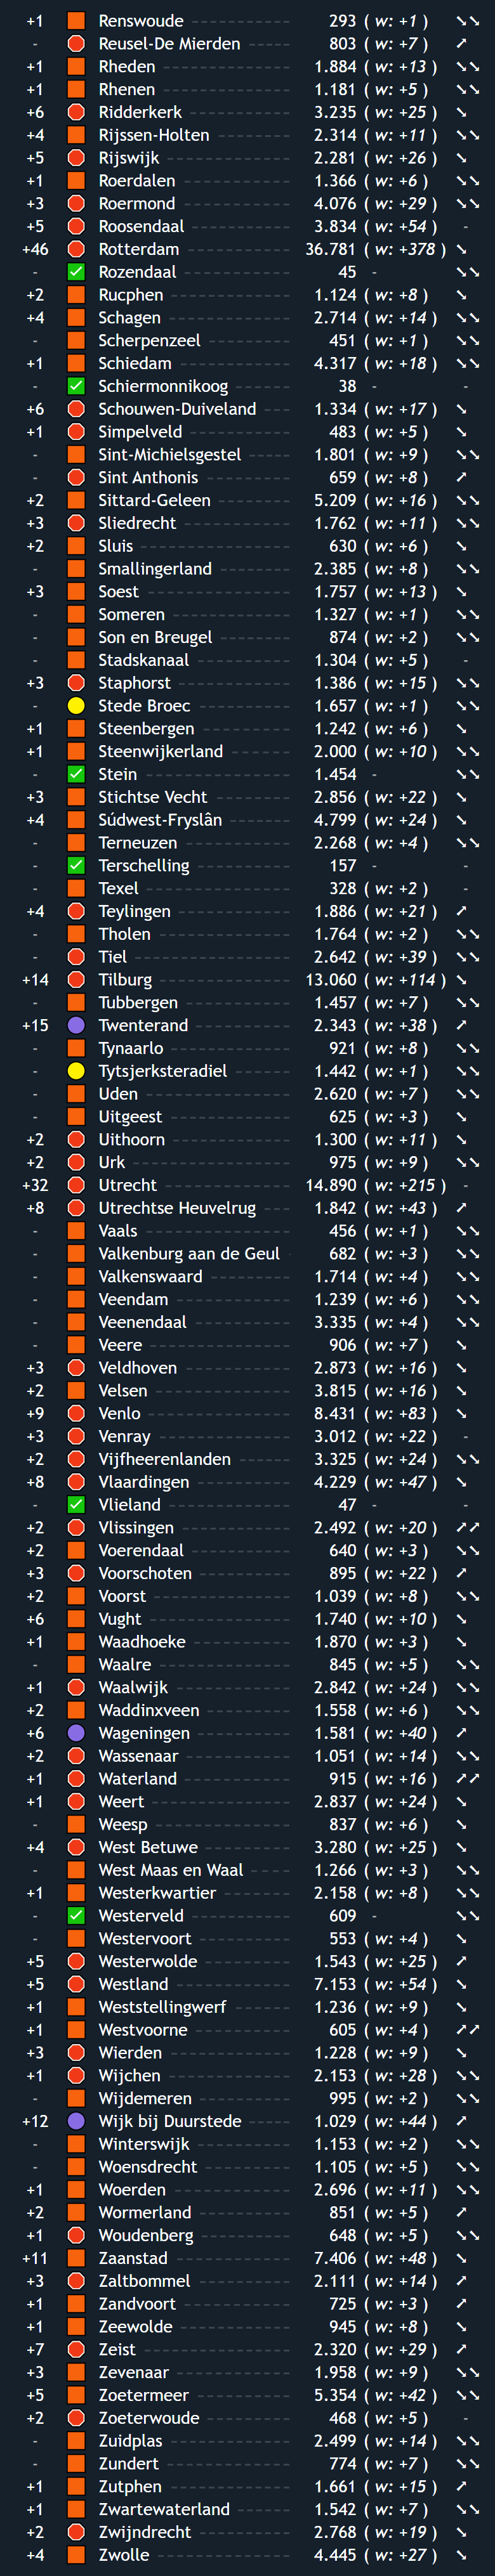 +1 Renswoude 293 ( w: +1 ) ➘➘
- Reusel-De Mierden 803 ( w: +7 ) ➚
+1 Rheden 1.884 ( w: +13 ) ➘➘
+1 Rhenen 1.181 ( w: +5 ) ➘➘
+6 Ridderkerk 3.235 ( w: +25 ) ➘
+4 Rijssen-Holten 2.314 ( w: +11 ) ➘➘
+5 Rijswijk 2.281 ( w: +26 ) ➘
+1 Roerdalen 1.366 ( w: +6 ) ➘➘
+3 Roermond 4.076 ( w: +29 ) ➘➘
+5 Roosendaal 3.834 ( w: +54 ) -
+46 Rotterdam 36.781 ( w: +378 ) ➘
- Rozendaal 45 - ➘➘
+2 Rucphen 1.124 ( w: +8 ) ➘
+4 Schagen 2.714 ( w: +14 ) ➘➘
- Scherpenzeel 451 ( w: +1 ) ➘➘
+1 Schiedam 4.317 ( w: +18 ) ➘➘
- Schiermonnikoog 38 - -
+6 Schouwen-Duiveland 1.334 ( w: +17 ) ➘
+1 Simpelveld 483 ( w: +5 ) ➘
- Sint-Michielsgestel 1.801 ( w: +9 ) ➘➘
- Sint Anthonis 659 ( w: +8 ) ➚
+2 Sittard-Geleen 5.209 ( w: +16 ) ➘➘
+3 Sliedrecht 1.762 ( w: +11 ) ➘➘
+2 Sluis 630 ( w: +6 ) ➘
- Smallingerland 2.385 ( w: +8 ) ➘➘
+3 Soest 1.757 ( w: +13 ) ➘
- Someren 1.327 ( w: +1 ) ➘➘
- Son en Breugel 874 ( w: +2 ) ➘➘
- Stadskanaal 1.304 ( w: +5 ) -
+3 Staphorst 1.386 ( w: +15 ) ➘➘
- Stede Broec 1.657 ( w: +1 ) ➘➘
+1 Steenbergen 1.242 ( w: +6 ) ➘
+1 Steenwijkerland 2.000 ( w: +10 ) ➘➘
- Stein 1.454 - ➘➘
+3 Stichtse Vecht 2.856 ( w: +22 ) ➘
+4 Súdwest-Fryslân 4.799 ( w: +24 ) ➘
- Terneuzen 2.268 ( w: +4 ) ➘➘
- Terschelling 157 - -
- Texel 328 ( w: +2 ) -
+4 Teylingen 1.886 ( w: +21 ) ➚
- Tholen 1.764 ( w: +2 ) ➘➘
- Tiel 2.642 ( w: +39 ) ➘➘
+14 Tilburg 13.060 ( w: +114 ) ➘
- Tubbergen 1.457 ( w: +7 ) ➘➘
+15 Twenterand 2.343 ( w: +38 ) ➚
- Tynaarlo 921 ( w: +8 ) ➘➘
- Tytsjerksteradiel 1.442 ( w: +1 ) ➘➘
- Uden 2.620 ( w: +7 ) ➘➘
- Uitgeest 625 ( w: +3 ) ➘
+2 Uithoorn 1.300 ( w: +11 ) ➘
+2 Urk 975 ( w: +9 ) ➘➘
+32 Utrecht 14.890 ( w: +215 ) -
+8 Utrechtse Heuvelrug 1.842 ( w: +43 ) ➚
- Vaals 456 ( w: +1 ) ➘➘
- Valkenburg aan de Geul 682 ( w: +3 ) ➘➘
- Valkenswaard 1.714 ( w: +4 ) ➘➘
- Veendam 1.239 ( w: +6 ) ➘➘
- Veenendaal 3.335 ( w: +4 ) ➘➘
- Veere 906 ( w: +7 ) ➘
+3 Veldhoven 2.873 ( w: +16 ) ➘
+2 Velsen 3.815 ( w: +16 ) ➘
+9 Venlo 8.431 ( w: +83 ) ➘
+3 Venray 3.012 ( w: +22 ) -
+2 Vijfheerenlanden 3.325 ( w: +24 ) ➘➘
+8 Vlaardingen 4.229 ( w: +47 ) ➘
- Vlieland 47 - -
+2 Vlissingen 2.492 ( w: +20 ) ➚➚
+2 Voerendaal 640 ( w: +3 ) ➘➘
+3 Voorschoten 895 ( w: +22 ) ➚
+2 Voorst 1.039 ( w: +8 ) ➘➘
+6 Vught 1.740 ( w: +10 ) ➘
+1 Waadhoeke 1.870 ( w: +3 ) ➘
- Waalre 845 ( w: +5 ) ➘➘
+1 Waalwijk 2.842 ( w: +24 ) ➘➘
+2 Waddinxveen 1.558 ( w: +6 ) ➘➘
+6 Wageningen 1.581 ( w: +40 ) ➚
+2 Wassenaar 1.051 ( w: +14 ) ➘➘
+1 Waterland 915 ( w: +16 ) ➚➚
+1 Weert 2.837 ( w: +24 ) ➘
- Weesp 837 ( w: +6 ) ➘
+4 West Betuwe 3.280 ( w: +25 ) ➘
- West Maas en Waal 1.266 ( w: +3 ) ➘➘
+1 Westerkwartier 2.158 ( w: +8 ) ➘➘
- Westerveld 609 - ➘➘
- Westervoort 553 ( w: +4 ) ➘
+5 Westerwolde 1.543 ( w: +25 ) ➚
+5 Westland 7.153 ( w: +54 ) ➘
+1 Weststellingwerf 1.236 ( w: +9 ) ➘
+1 Westvoorne 605 ( w: +4 ) ➚➚
+3 Wierden 1.228 ( w: +9 ) ➘
+1 Wijchen 2.153 ( w: +28 ) ➘➘
- Wijdemeren 995 ( w: +2 ) ➘➘
+12 Wijk bij Duurstede 1.029 ( w: +44 ) ➚
- Winterswijk 1.153 ( w: +2 ) ➘➘
- Woensdrecht 1.105 ( w: +5 ) ➘➘
+1 Woerden 2.696 ( w: +11 ) ➘➘
+2 Wormerland 851 ( w: +5 ) ➚
+1 Woudenberg 648 ( w: +5 ) ➘➘
+11 Zaanstad 7.406 ( w: +48 ) ➘
+3 Zaltbommel 2.111 ( w: +14 ) ➚
+1 Zandvoort 725 ( w: +3 ) ➚
+1 Zeewolde 945 ( w: +8 ) ➘
+7 Zeist 2.320 ( w: +29 ) ➚
+3 Zevenaar 1.958 ( w: +9 ) ➘➘
+5 Zoetermeer 5.354 ( w: +42 ) ➘➘
+2 Zoeterwoude 468 ( w: +5 ) -
- Zuidplas 2.499 ( w: +14 ) ➘➘
- Zundert 774 ( w: +7 ) ➘➘
+1 Zutphen 1.661 ( w: +15 ) ➚
+1 Zwartewaterland 1.542 ( w: +7 ) ➘➘
+2 Zwijndrecht 2.768 ( w: +19 ) ➘
+4 Zwolle 4.445 ( w: +27 ) ➘